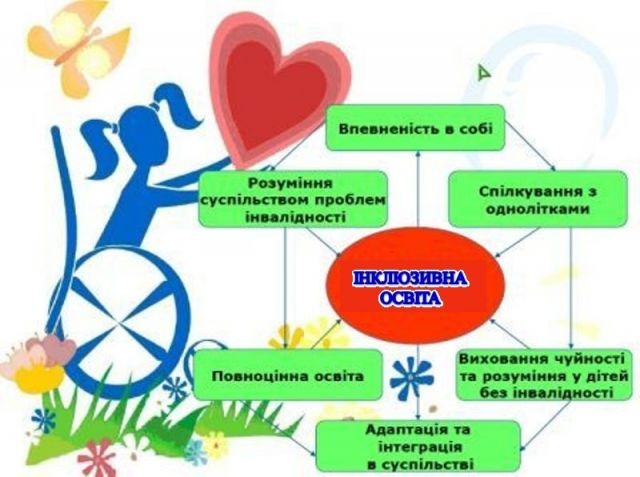 Впевненість в собі
Розуміння
суспільством проблем
інвалідності
Спілкування з
однолітками
ІНКЛЮЗИВНА
ОСВІТА
Повноцінна освіта
Виховання чуйності
та розуміння у дітей
без інвалідності
Адаптація та
інтеграція
в суспільстві